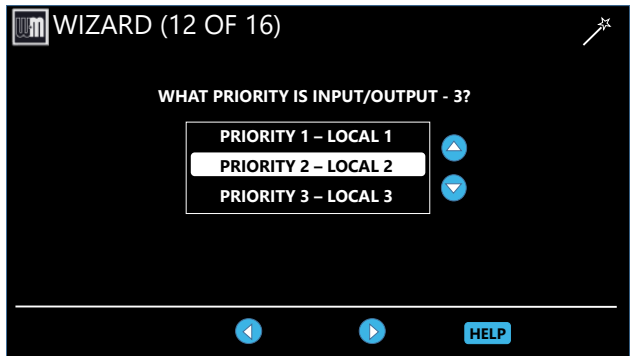 wm WIZARD (12 OF 16)
WHAT PRIORITY IS INPUT/OUTPUT - 3?
PRIORITY 1 – LOCAL 1
PRIORITY 2 – LOCAL 2
PRIORITY 3 – LOCAL 3
HELP